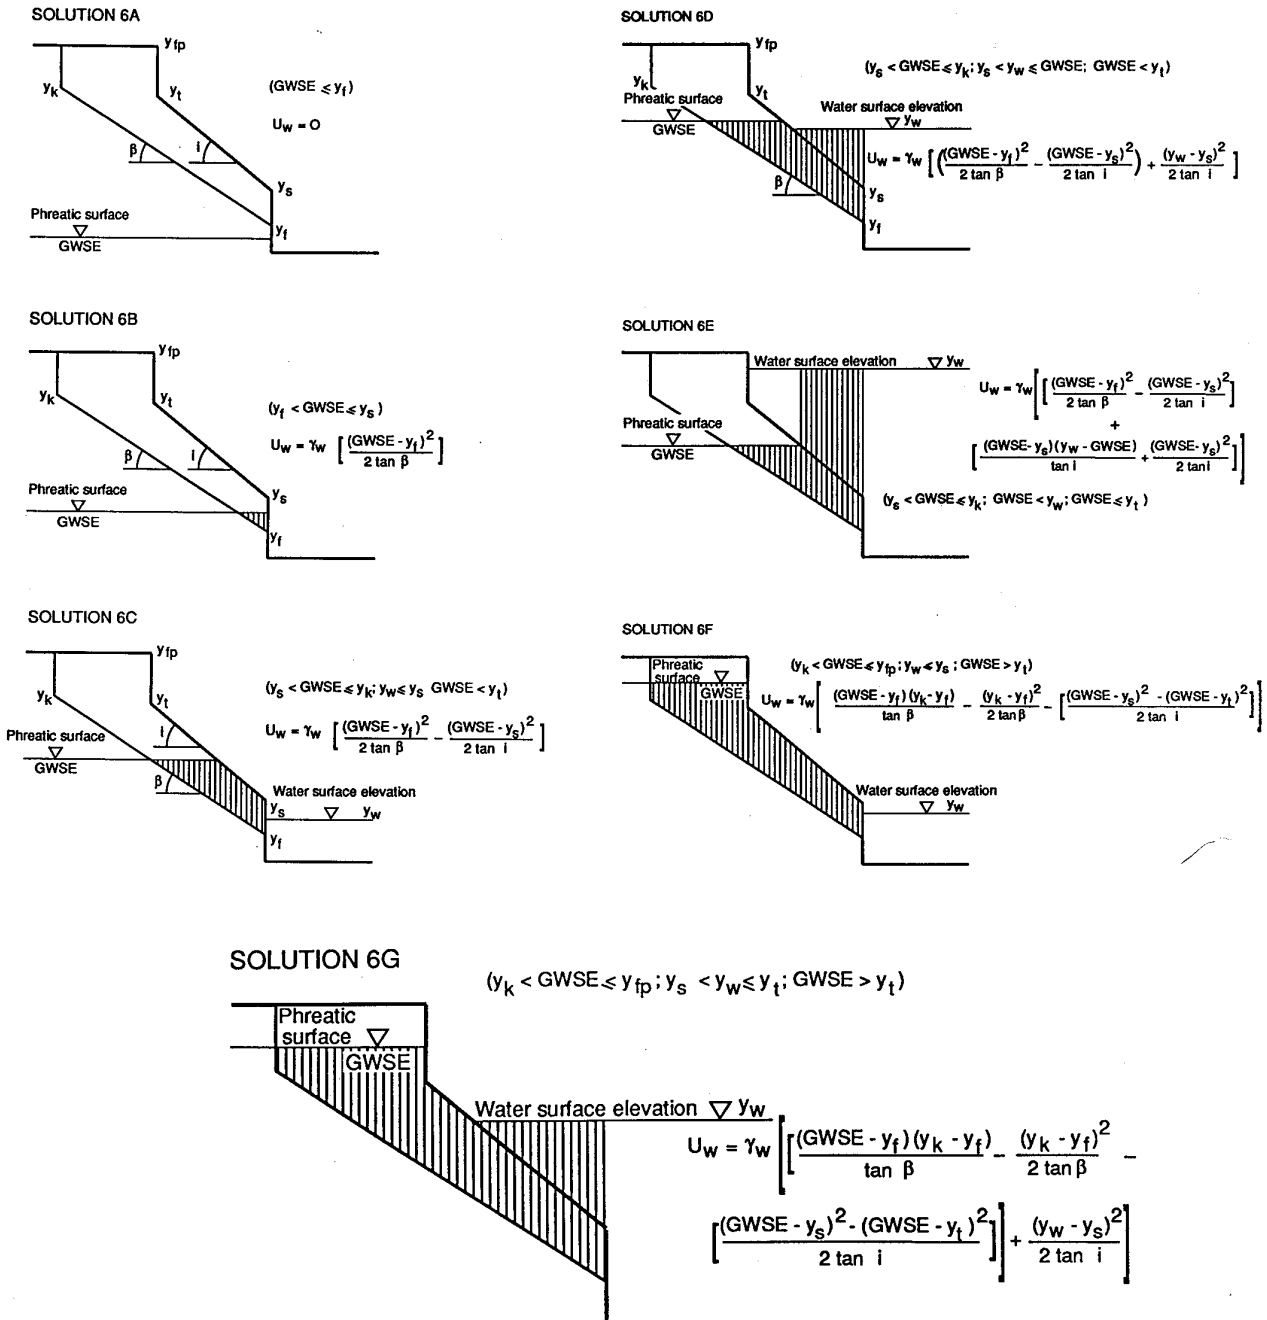 SOLUTION 6A
y_fp
y_k
y_t
(GWSE ≤ y_f)
U_w = O
β
i
y_s
Phreatic surface
y_f
GWSE
SOLUTION 6B
y_fp
y_k
y_t
(y_f < GWSE ≤ y_s)
U_w = γ_w [(GWSE - y_f)^2 / 2 tan β]
β
i
Phreatic surface
y_s
GWSE
y_f
SOLUTION 6C
y_fp
y_k
y_t
(y_s < GWSE ≤ y_k; y_w ≤ y_s GWSE < y_t)
U_w = γ_w [(GWSE - y_f)^2 / 2 tan β - (GWSE - y_s)^2 / 2 tan i]
i
Phreatic surface
GWSE
β
Water surface elevation
y_s
y_w
y_f
SOLUTION 6D
y_fp
(y_s < GWSE ≤ y_k; y_s < y_w ≤ GWSE; GWSE < y_t)
y_k
y_t
Phreatic surface
Water surface elevation
y_w
GWSE
U_w = γ_w [((GWSE - y_f)^2 / 2 tan β - (GWSE - y_s)^2 / 2 tan i) + (y_w - y_s)^2 / 2 tan i]
β
y_s
y_f
SOLUTION 6E
Water surface elevation
y_w
U_w = γ_w [[(GWSE - y_f)^2 / 2 tan β - (GWSE - y_s)^2 / 2 tan i]
+
[(GWSE - y_s)(y_w - GWSE) / tan i + (GWSE - y_s)^2 / 2 tan i]]
Phreatic surface
GWSE
(y_s < GWSE ≤ y_k; GWSE < y_w; GWSE ≤ y_t)
SOLUTION 6F
Phreatic
surface
GWSE
(y_k < GWSE ≤ y_fp; y_w ≤ y_s; GWSE > y_t)
U_w = γ_w [(GWSE - y_f)(y_k - y_f) / tan β - (y_k - y_f)^2 / 2 tan β - [(GWSE - y_s)^2 - (GWSE - y_t)^2 / 2 tan i]]
Water surface elevation
y_w
SOLUTION 6G
(y_k < GWSE ≤ y_fp; y_s < y_w ≤ y_t; GWSE > y_t)
Phreatic
surface
GWSE
Water surface elevation
y_w
U_w = γ_w [[(GWSE - y_f)(y_k - y_f) / tan β - (y_k - y_f)^2 / 2 tan β -
[(GWSE - y_s)^2 - (GWSE - y_t)^2 / 2 tan i]] + (y_w - y_s)^2 / 2 tan i]